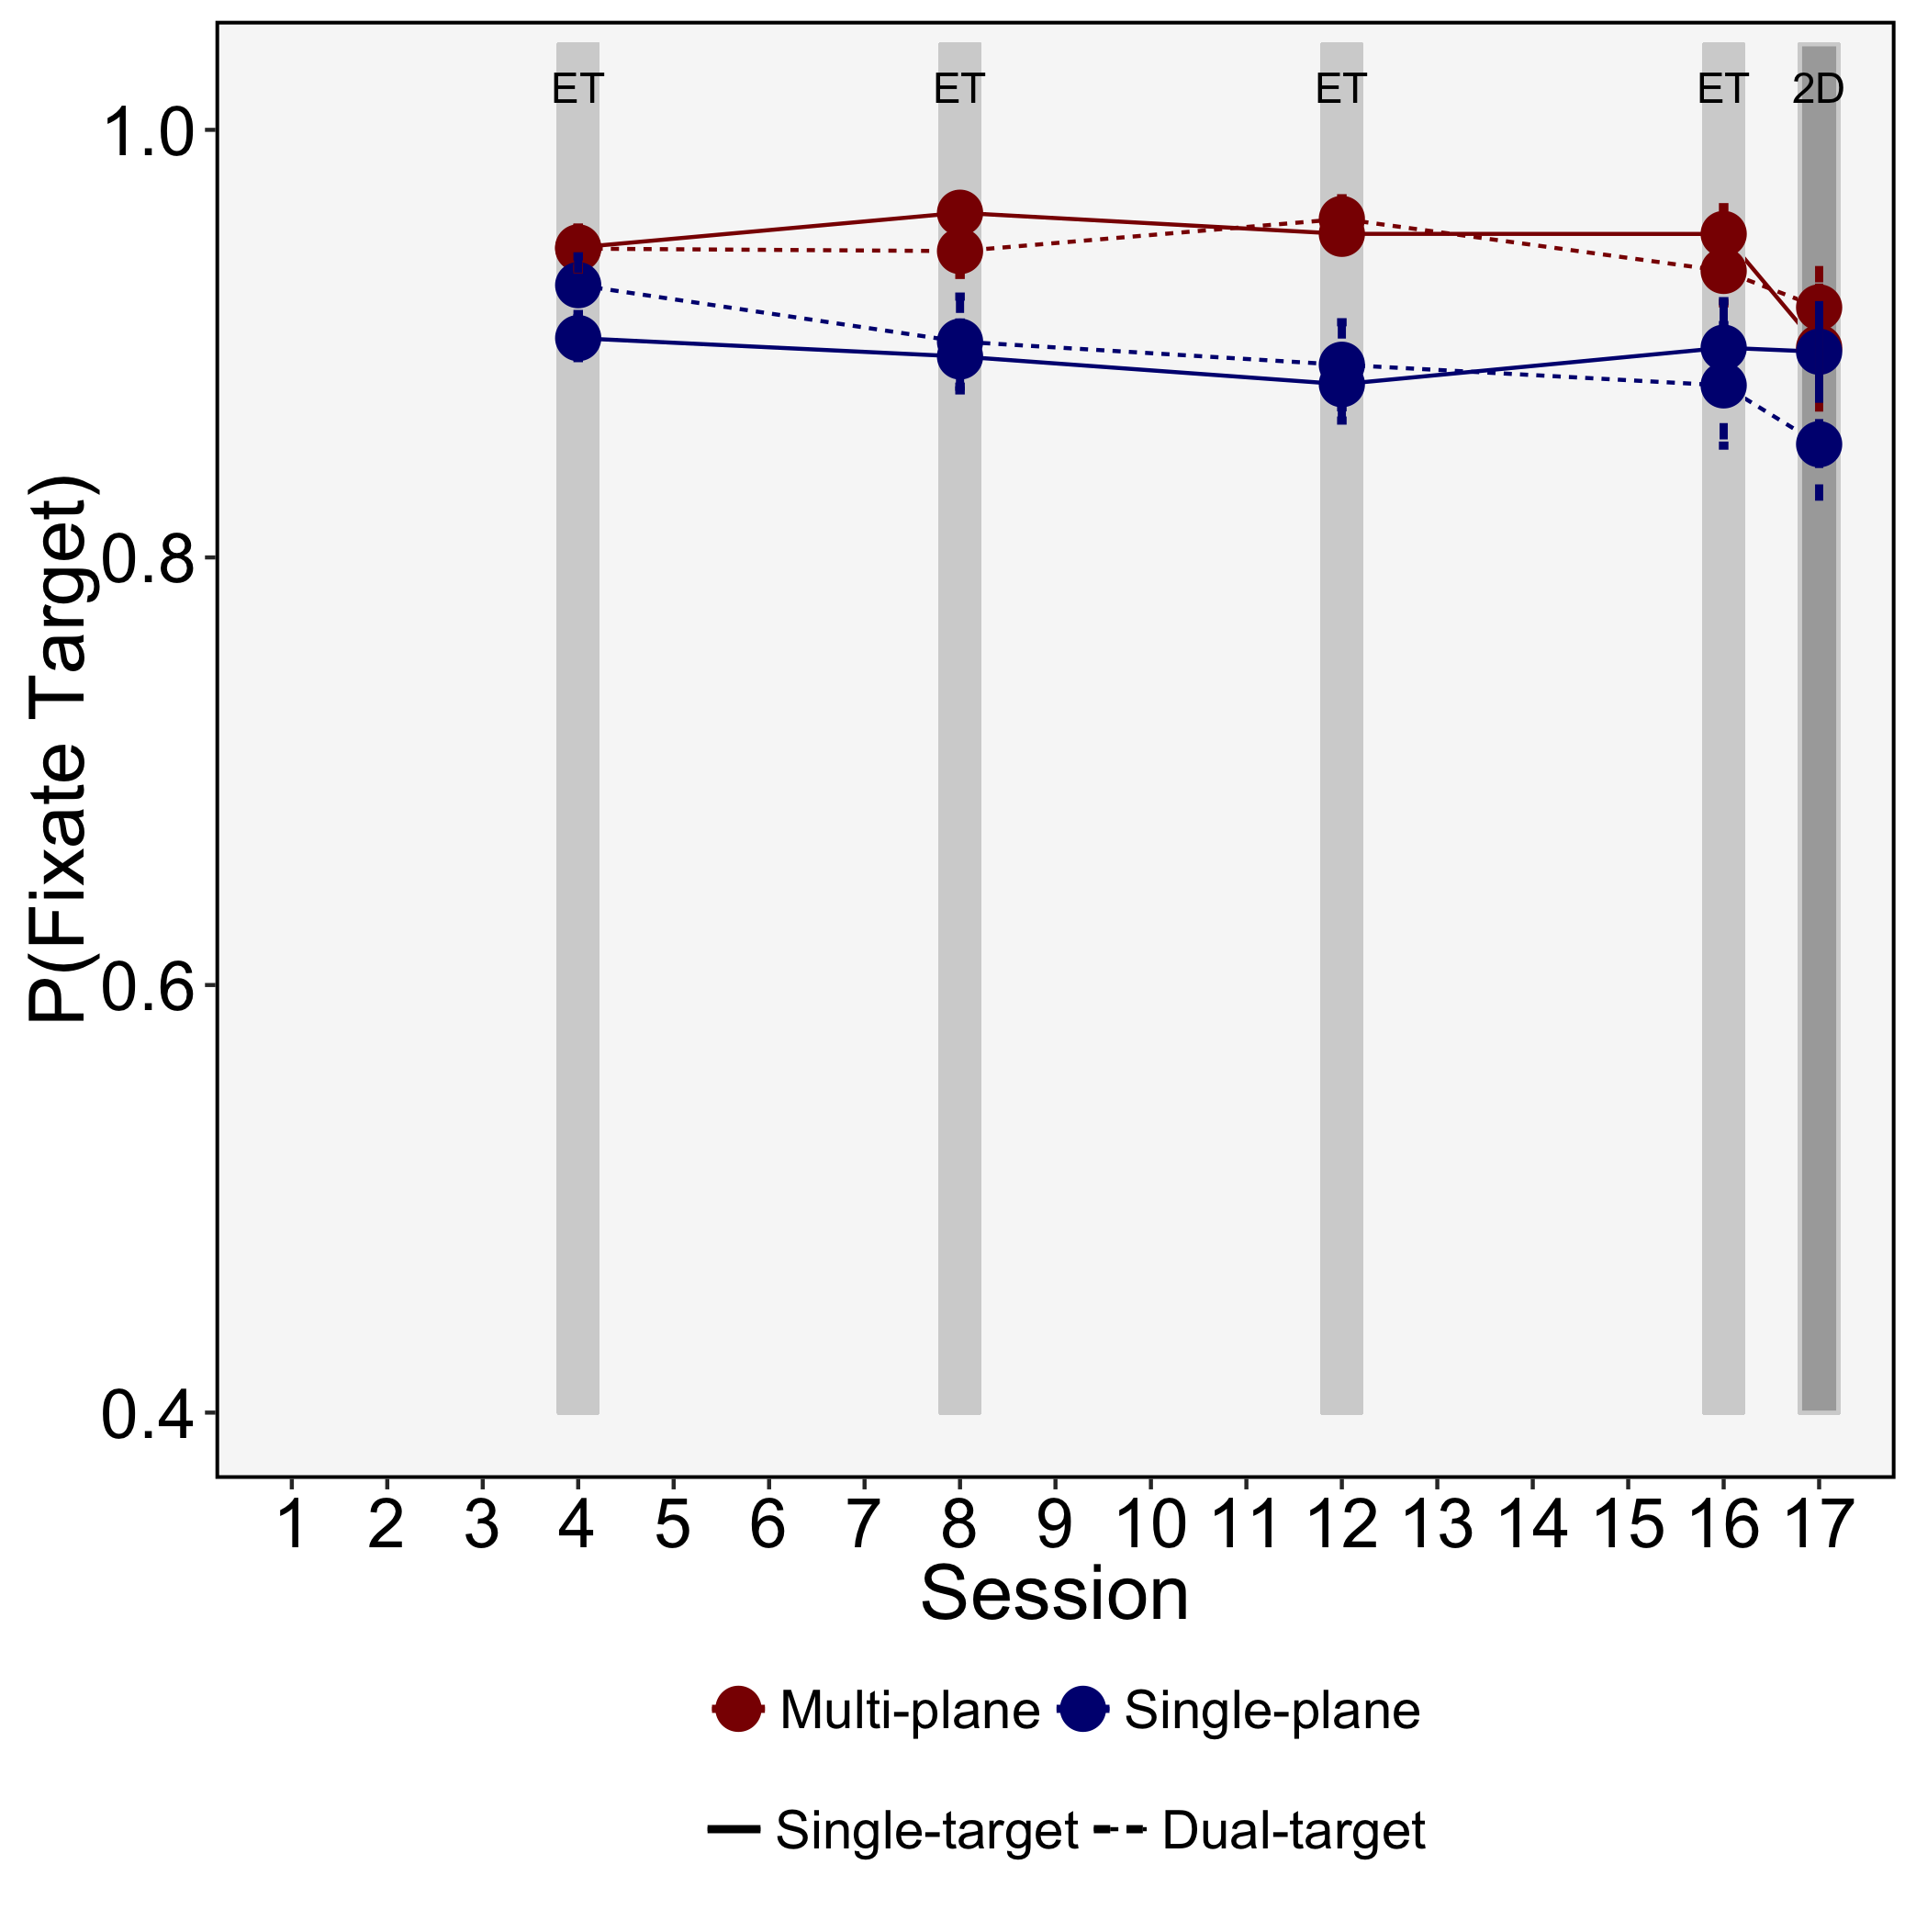 ET ET ET ET 2D
1.0
0.8
0.6
0.4
P(Fixate Target)
1 2 3 4 5 6 7 8 9 10 11 12 13 14 15 16 17
Session
Multi-plane Single-plane
Single-target Dual-target